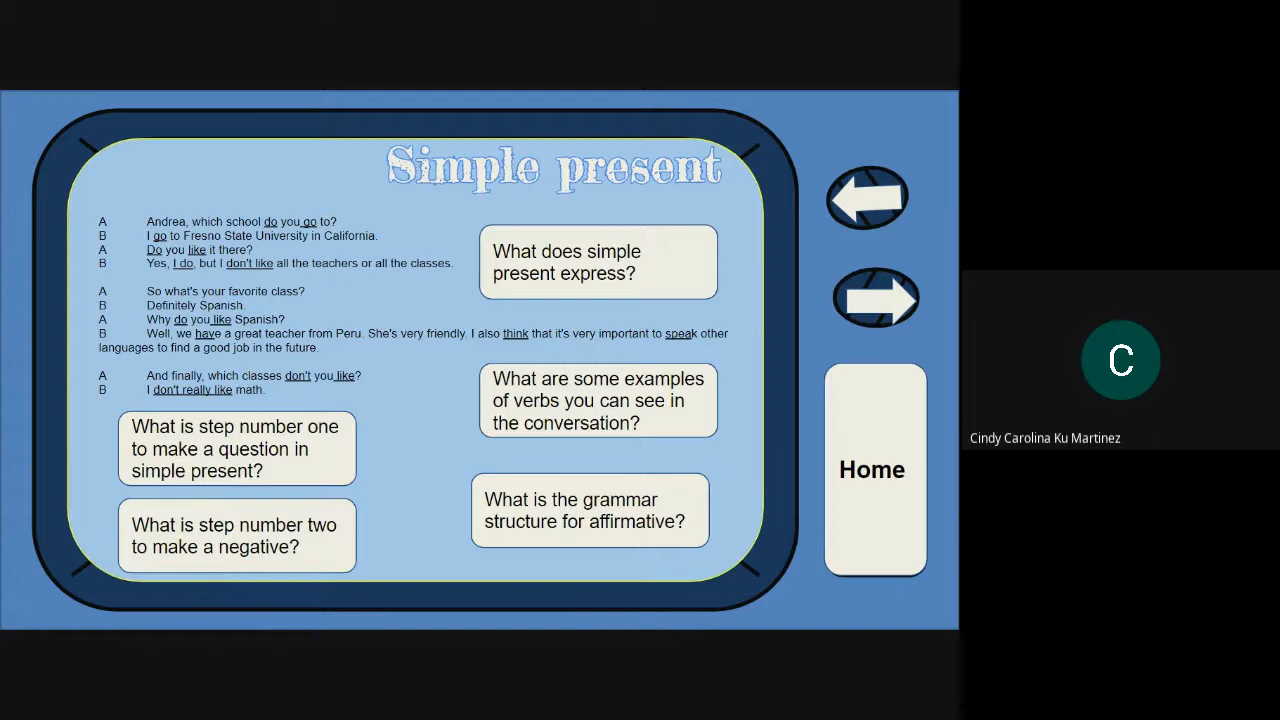 Simple present
A Andrea, which school do you go to?
B I go to Fresno State University in California.
A Do you like it there?
B Yes, I do, but I don't like all the teachers or all the classes.
A So what's your favorite class?
B Definitely Spanish.
A Why do you like Spanish?
B Well, we have a great teacher from Peru. She's very friendly. I also think that it's very important to speak other
languages to find a good job in the future.
A And finally, which classes don't you like?
B I don't really like math.
What does simple
present express?
What are some examples
of verbs you can see in
the conversation?
What is step number one
to make a question in
simple present?
What is the grammar
structure for affirmative?
What is step number two
to make a negative?
Home
C
Cindy Carolina Ku Martinez